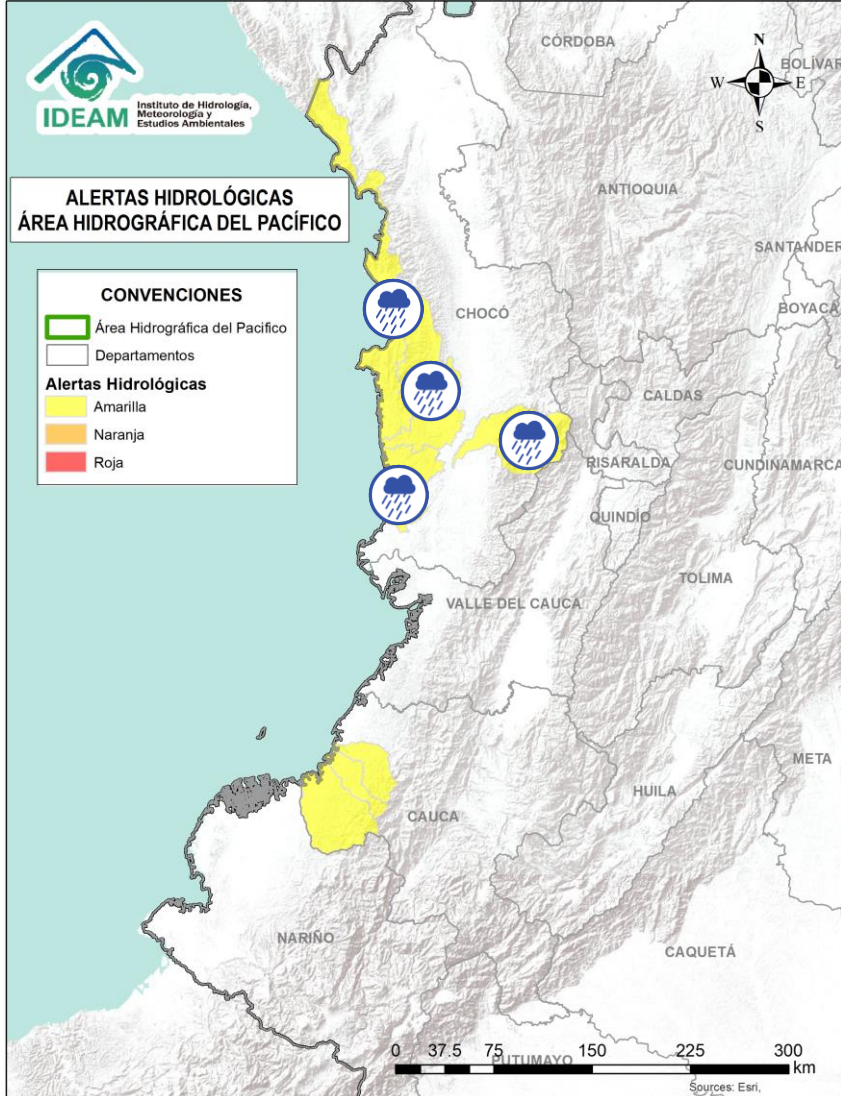 IDEAM
Instituto de Hidrología,
Meteorología y
Estudios Ambientales
ALERTAS HIDROLÓGICAS
ÁREA HIDROGRÁFICA DEL PACÍFICO
CONVENCIONES
Área Hidrográfica del Pacifico
Departamentos
Alertas Hidrológicas
Amarilla
Naranja
Roja
N
W
E
S
CÓRDOBA
BOLÍVAR
ANTIOQUIA
SANTANDER
BOYACA
CHOCÓ
CALDAS
RISARALDA
CUNDINAMARCA
QUINDÍO
TOLIMA
VALLE DEL CAUCA
META
HUILA
CAUCA
NARIÑO
CAQUETÁ
PUTUMAYO
0 37.5 75 150 225 300
km
Sources: Esri,